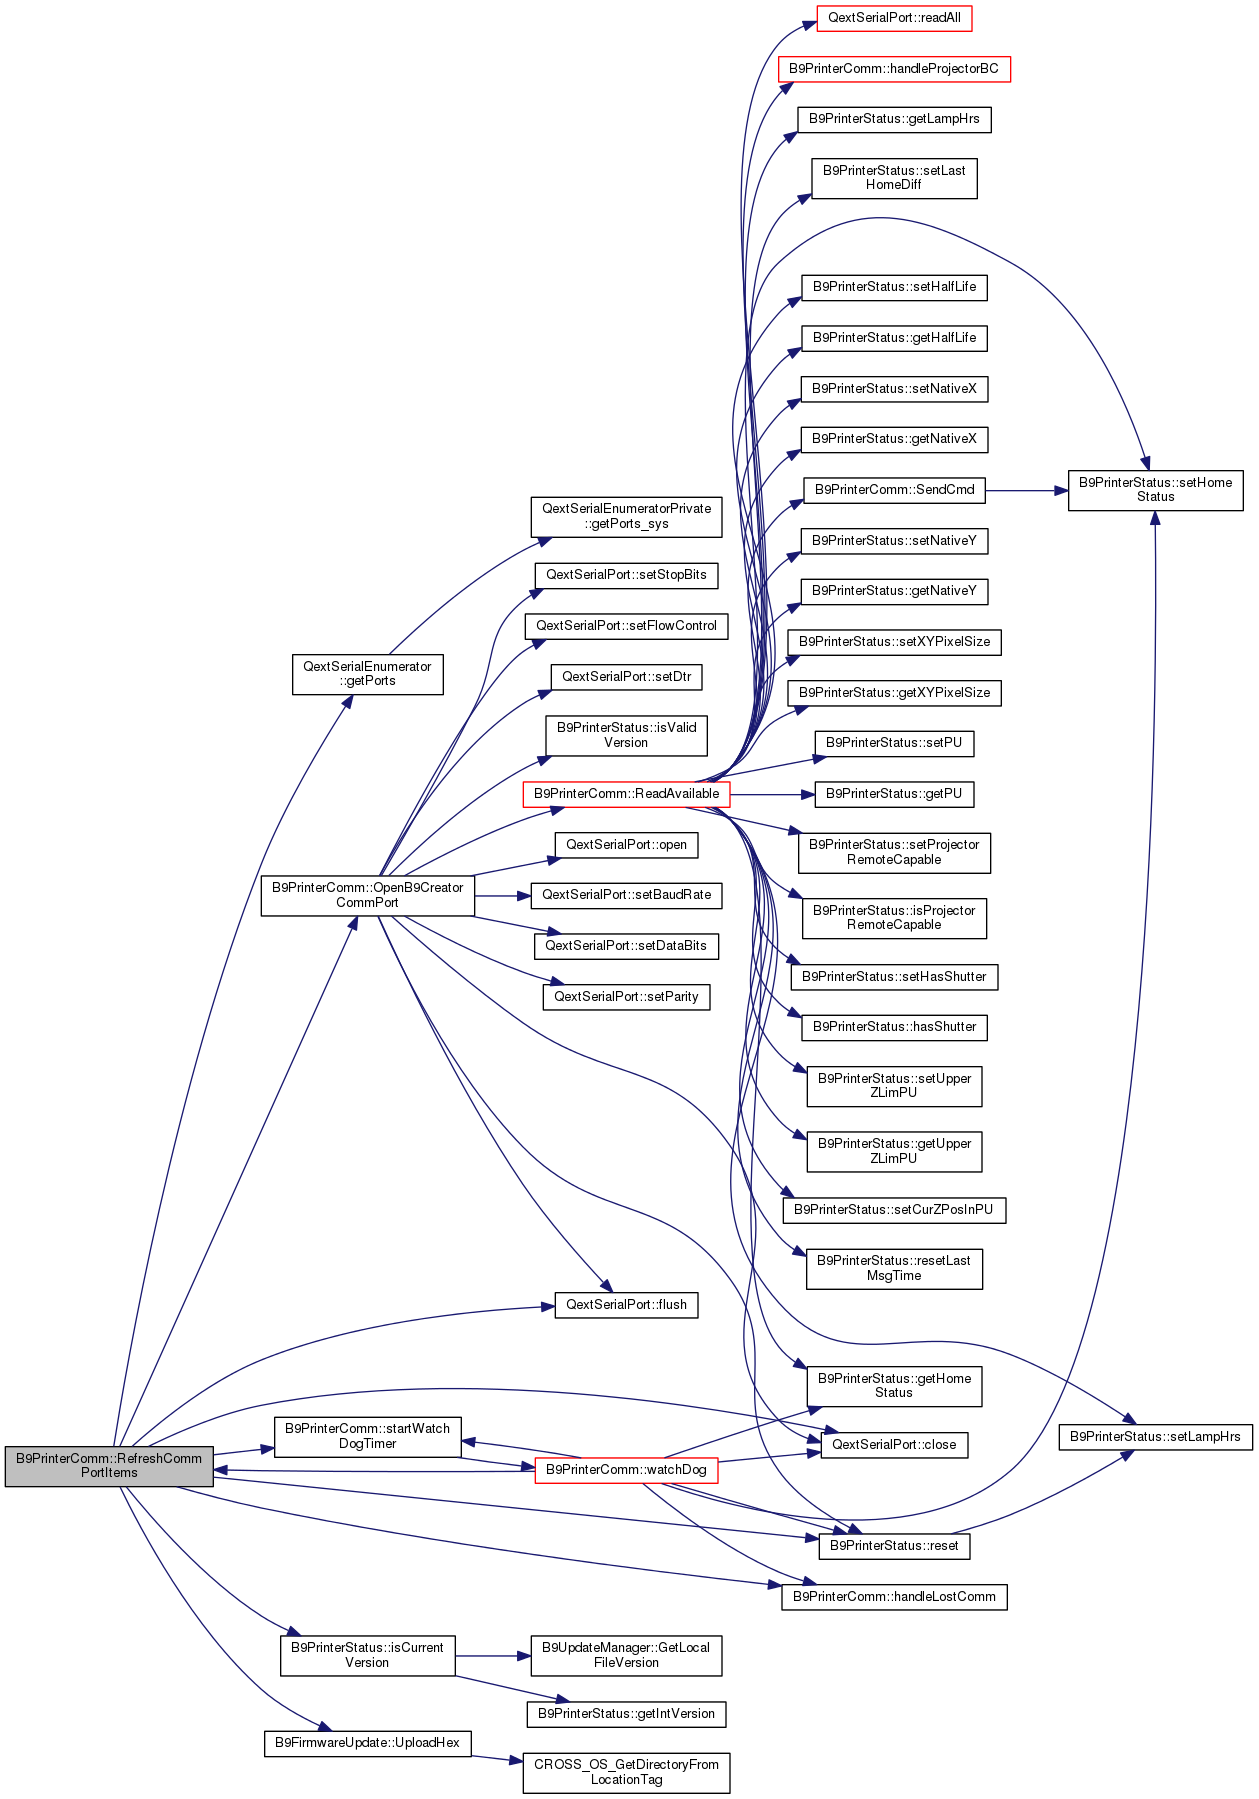 QextSerialPort::readAll
B9PrinterComm::handleProjectorBC
B9PrinterStatus::getLampHrs
B9PrinterStatus::setLast
HomeDiff
B9PrinterStatus::setHalfLife
B9PrinterStatus::getHalfLife
B9PrinterStatus::setNativeX
B9PrinterStatus::getNativeX
B9PrinterComm::SendCmd
B9PrinterStatus::setHome
Status
QextSerialEnumeratorPrivate
::getPorts_sys
B9PrinterStatus::setNativeY
QextSerialPort::setStopBits
B9PrinterStatus::getNativeY
QextSerialPort::setFlowControl
B9PrinterStatus::setXYPixelSize
QextSerialEnumerator
::getPorts
QextSerialPort::setDtr
B9PrinterStatus::getXYPixelSize
B9PrinterStatus::isValid
Version
B9PrinterStatus::setPU
B9PrinterComm::ReadAvailable
B9PrinterStatus::getPU
QextSerialPort::open
B9PrinterStatus::setProjector
RemoteCapable
B9PrinterComm::OpenB9Creator
CommPort
QextSerialPort::setBaudRate
B9PrinterStatus::isProjector
RemoteCapable
QextSerialPort::setDataBits
B9PrinterStatus::setHasShutter
QextSerialPort::setParity
B9PrinterStatus::hasShutter
B9PrinterStatus::setUpper
ZLimPU
B9PrinterStatus::getUpper
ZLimPU
B9PrinterStatus::setCurZPosInPU
B9PrinterStatus::resetLast
MsgTime
QextSerialPort::flush
B9PrinterStatus::getHome
Status
B9PrinterComm::startWatch
DogTimer
B9PrinterStatus::setLampHrs
QextSerialPort::close
B9PrinterComm::RefreshComm
PortItems
B9PrinterComm::watchDog
B9PrinterStatus::reset
B9PrinterComm::handleLostComm
B9PrinterStatus::isCurrent
Version
B9UpdateManager::GetLocal
FileVersion
B9PrinterStatus::getIntVersion
B9FirmwareUpdate::UploadHex
CROSS_OS_GetDirectoryFrom
LocationTag